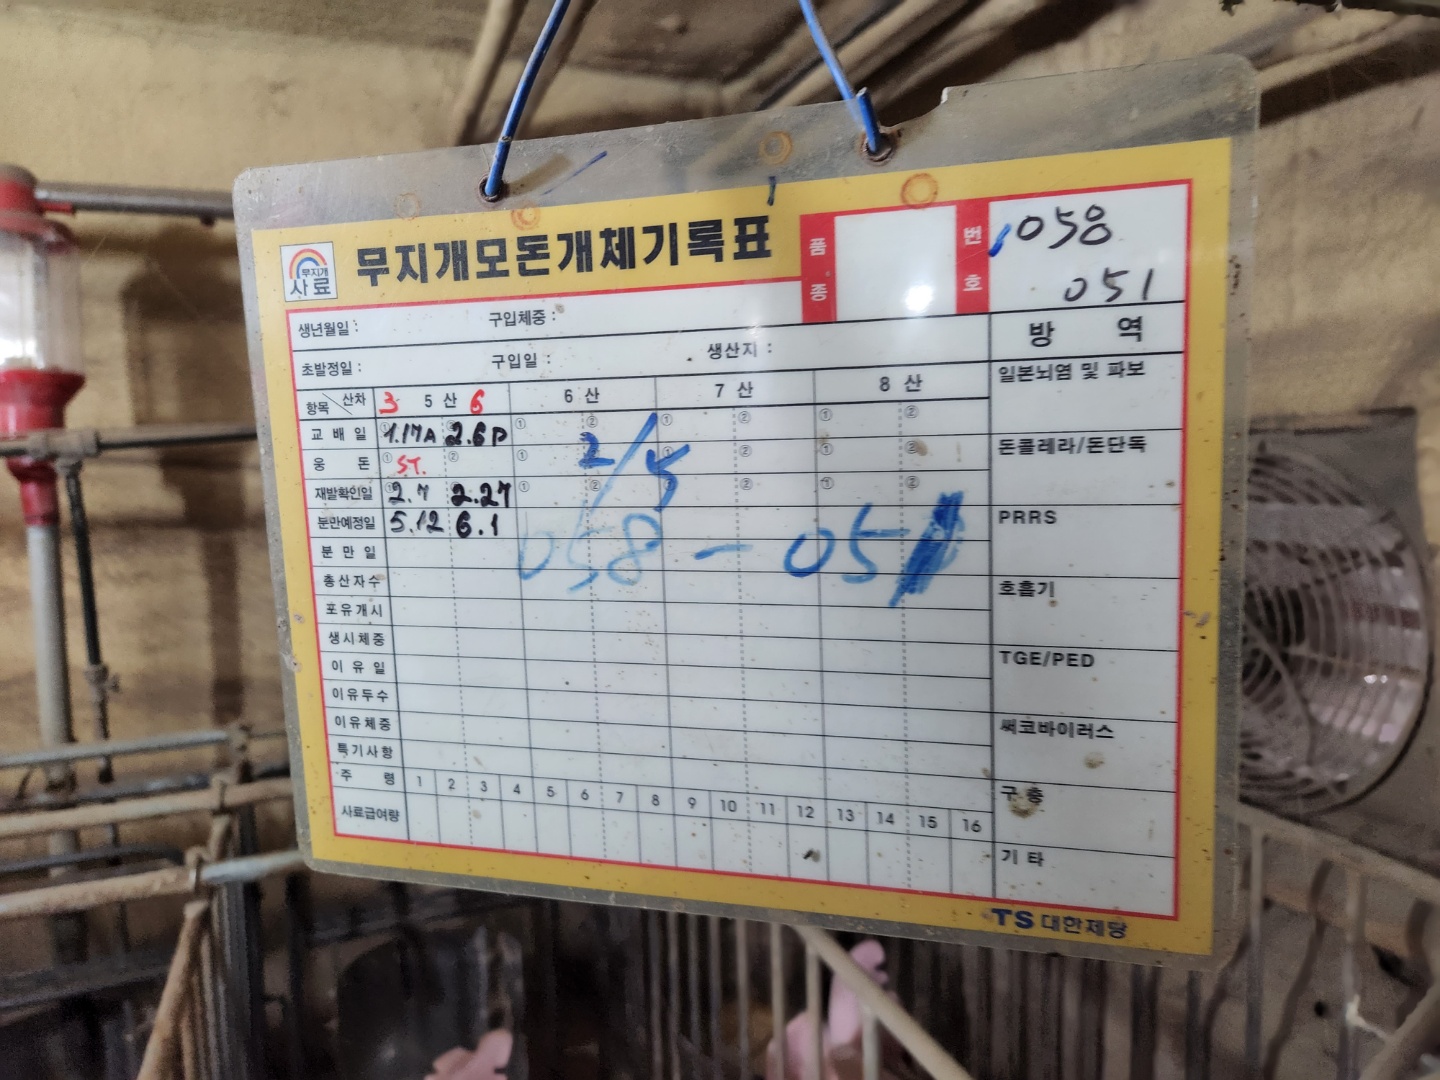 무지개
사료
무지개모돈개체기록표
품종
번호
058
051
생년월일 :
구입체중 :
초발정일 :
구입일 :
생산지 :
방 역
항목 산차
3 5 산 6
6 산
7 산
8 산
일본뇌염 및 파보
교 배 일 ① 1.17A ② 2.6P ① ② ① ② ① ②
웅 돈 ① ST. ② ① ② ① ② ① ②
2/5
돈콜레라/돈단독
재발확인일 ① 2.7 2.27 ① ② ② ① ②
분만예정일 5.12 6.1
058 - 05
PRRS
분 만 일
총산자수
호흡기
포유개시
생시체중
TGE/PED
이 유 일
이유두수
이유체중
써코바이러스
특기사항
주 령 1 2 3 4 5 6 7 8 9 10 11 12 13 14 15 16
구 충
사료급여량
기 타
TS 대한제당